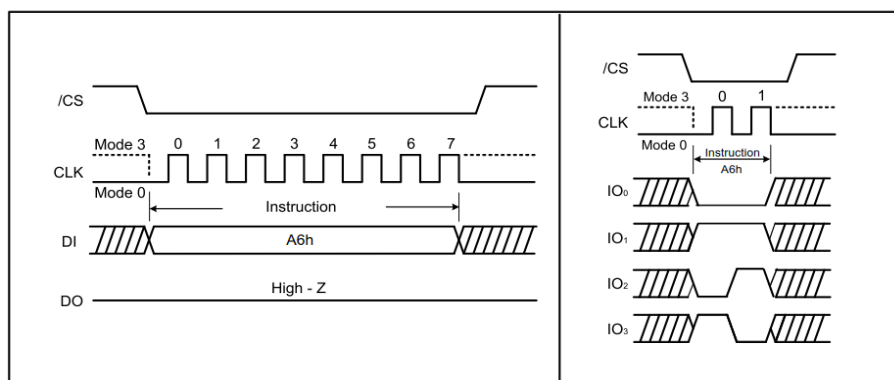 /CS
Mode 3 0 1 2 3 4 5 6 7
CLK
Mode 0
Instruction
DI A6h
High - Z
DO
/CS
Mode 3 0 1
CLK
Mode 0 Instruction
A6h
IO₀
IO₁
IO₂
IO₃